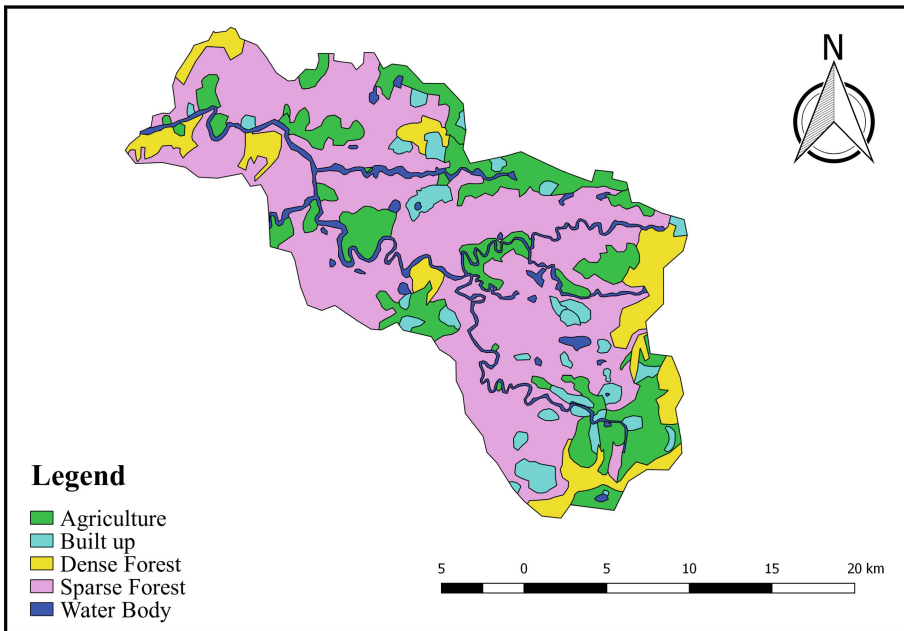 N
Legend
Agriculture
Built up
Dense Forest
Sparse Forest
Water Body
5 0 5 10 15 20 km